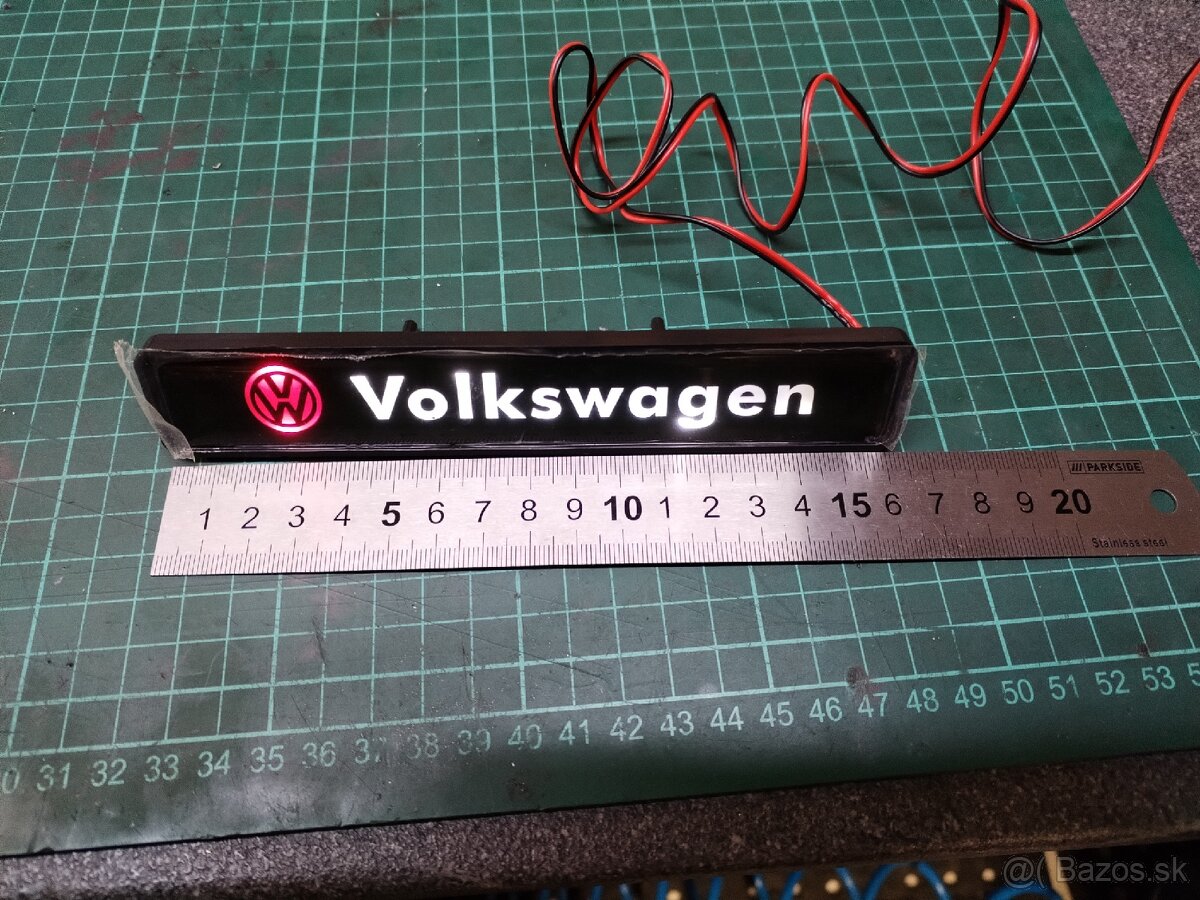 VW Volkswagen
PARKSIDE
1 2 3 4 5 6 7 8 9 10 1 2 3 4 15 6 7 8 9 20
Stainless steel
31 32 33 34 35 36 37 38 39 40 41 42 43 44 45 46 47 48 49 50 51 52 53
@( Bazos.sk